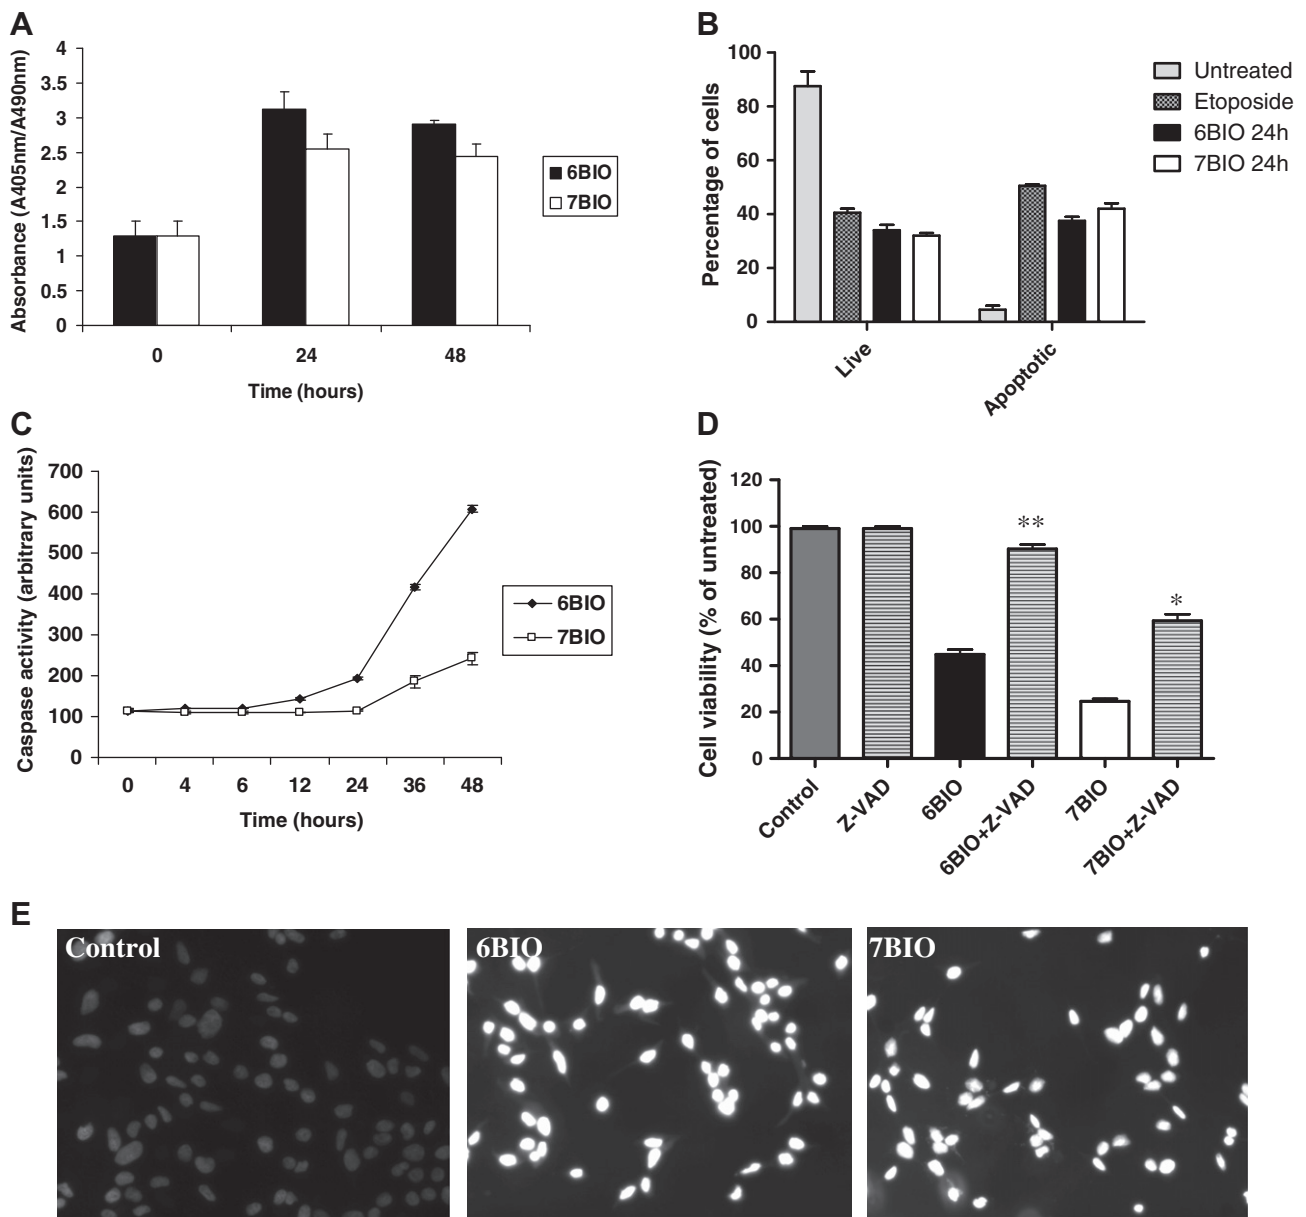 A
Absorbance (A405nm/A490nm)
4
3.5
3
2.5
2
1.5
1
0.5
0
0 24 48
Time (hours)
6BIO
7BIO
B
Percentage of cells
100
80
60
40
20
0
Live
Apoptotic
Untreated
Etoposide
6BIO 24h
7BIO 24h
C
Caspase activity (arbitrary units)
700
600
500
400
300
200
100
0
0 4 6 12 24 36 48
Time (hours)
6BIO
7BIO
D
Cell viability (% of untreated)
120
100
80
60
40
20
0
**
*
Control
Z-VAD
6BIO
6BIO+Z-VAD
7BIO
7BIO+Z-VAD
E
Control
6BIO
7BIO